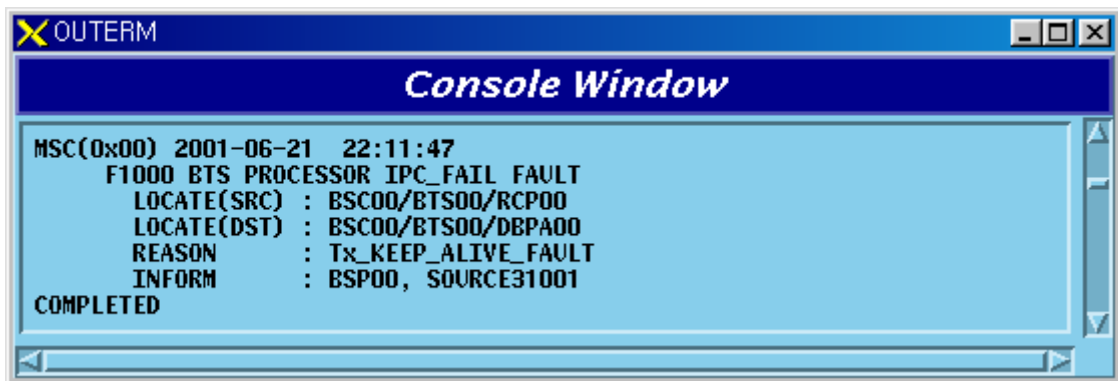 OUTERM
Console Window
MSC(0x00) 2001-06-21 22:11:47
F1000 BTS PROCESSOR IPC_FAIL FAULT
LOCATE(SRC) : BSC00/BTS00/RCP00
LOCATE(DST) : BSC00/BTS00/DBPA00
REASON : Tx_KEEP_ALIVE_FAULT
INFORM : BSP00, SOURCE31001
COMPLETED